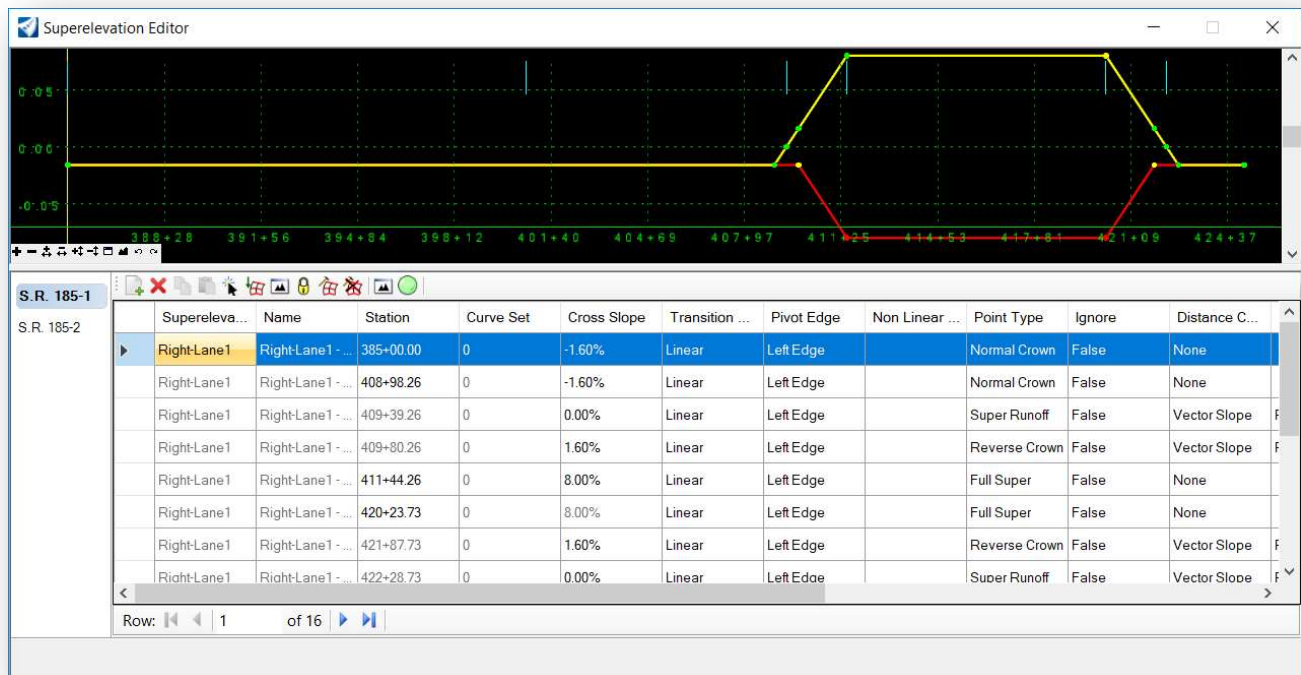 Superelevation Editor
0.05
0.00
-0.05
388+28 391+56 394+84 398+12 401+40 404+69 407+97 411+25 414+53 417+81 421+09 424+37
S.R. 185-1
S.R. 185-2
Supereleva... Name Station Curve Set Cross Slope Transition ... Pivot Edge Non Linear ... Point Type Ignore Distance C...
Right-Lane1 Right-Lane1 - ... 385+00.00 0 -1.60% Linear Left Edge Normal Crown False None
Right-Lane1 Right-Lane1 - ... 408+98.26 0 -1.60% Linear Left Edge Normal Crown False None
Right-Lane1 Right-Lane1 - ... 409+39.26 0 0.00% Linear Left Edge Super Runoff False Vector Slope
Right-Lane1 Right-Lane1 - ... 409+80.26 0 1.60% Linear Left Edge Reverse Crown False Vector Slope
Right-Lane1 Right-Lane1 - ... 411+44.26 0 8.00% Linear Left Edge Full Super False None
Right-Lane1 Right-Lane1 - ... 420+23.73 0 8.00% Linear Left Edge Full Super False None
Right-Lane1 Right-Lane1 - ... 421+87.73 0 1.60% Linear Left Edge Reverse Crown False Vector Slope
Right-Lane1 Right-Lane1 - ... 422+28.73 0 0.00% Linear Left Edge Super Runoff False Vector Slope
Row: 1 of 16